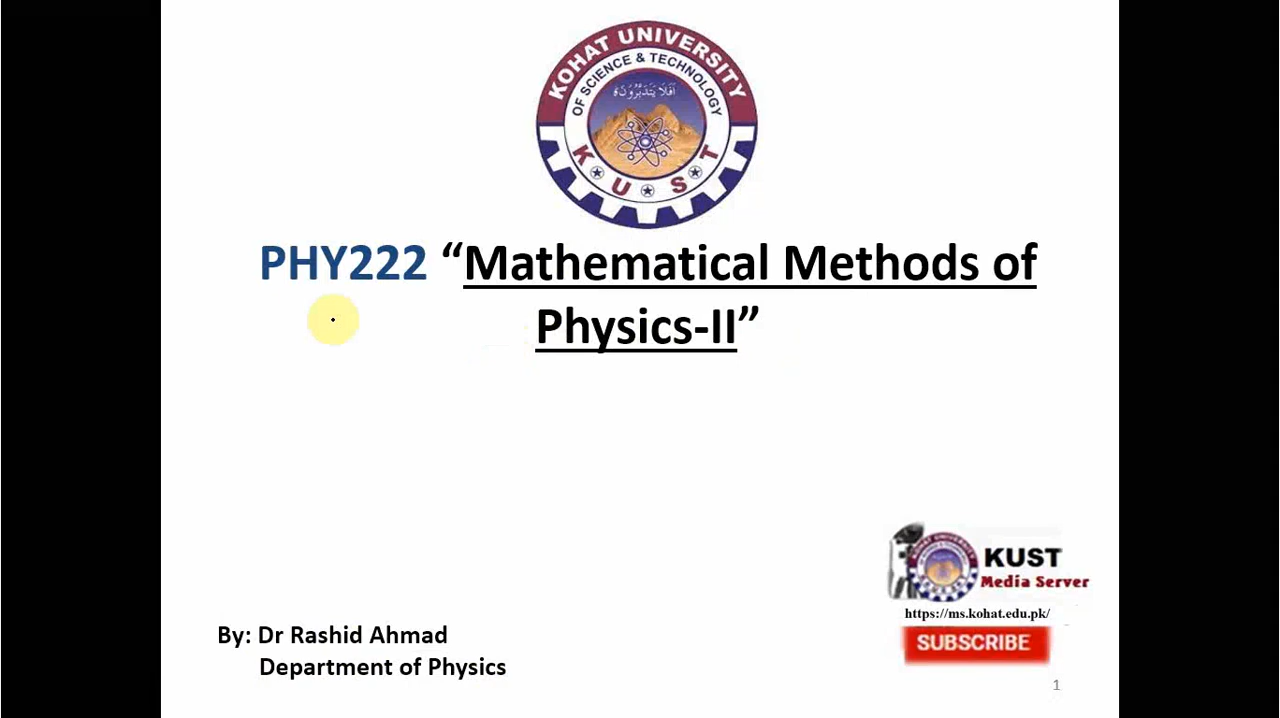 KOHAT UNIVERSITY
OF SCIENCE & TECHNOLOGY
اَفَلَا يَتَدَبَّرُونَ
K U S T
PHY222 “Mathematical Methods of
Physics-II”
KUST
Media Server
https://ms.kohat.edu.pk/
SUBSCRIBE
By: Dr Rashid Ahmad
Department of Physics
1